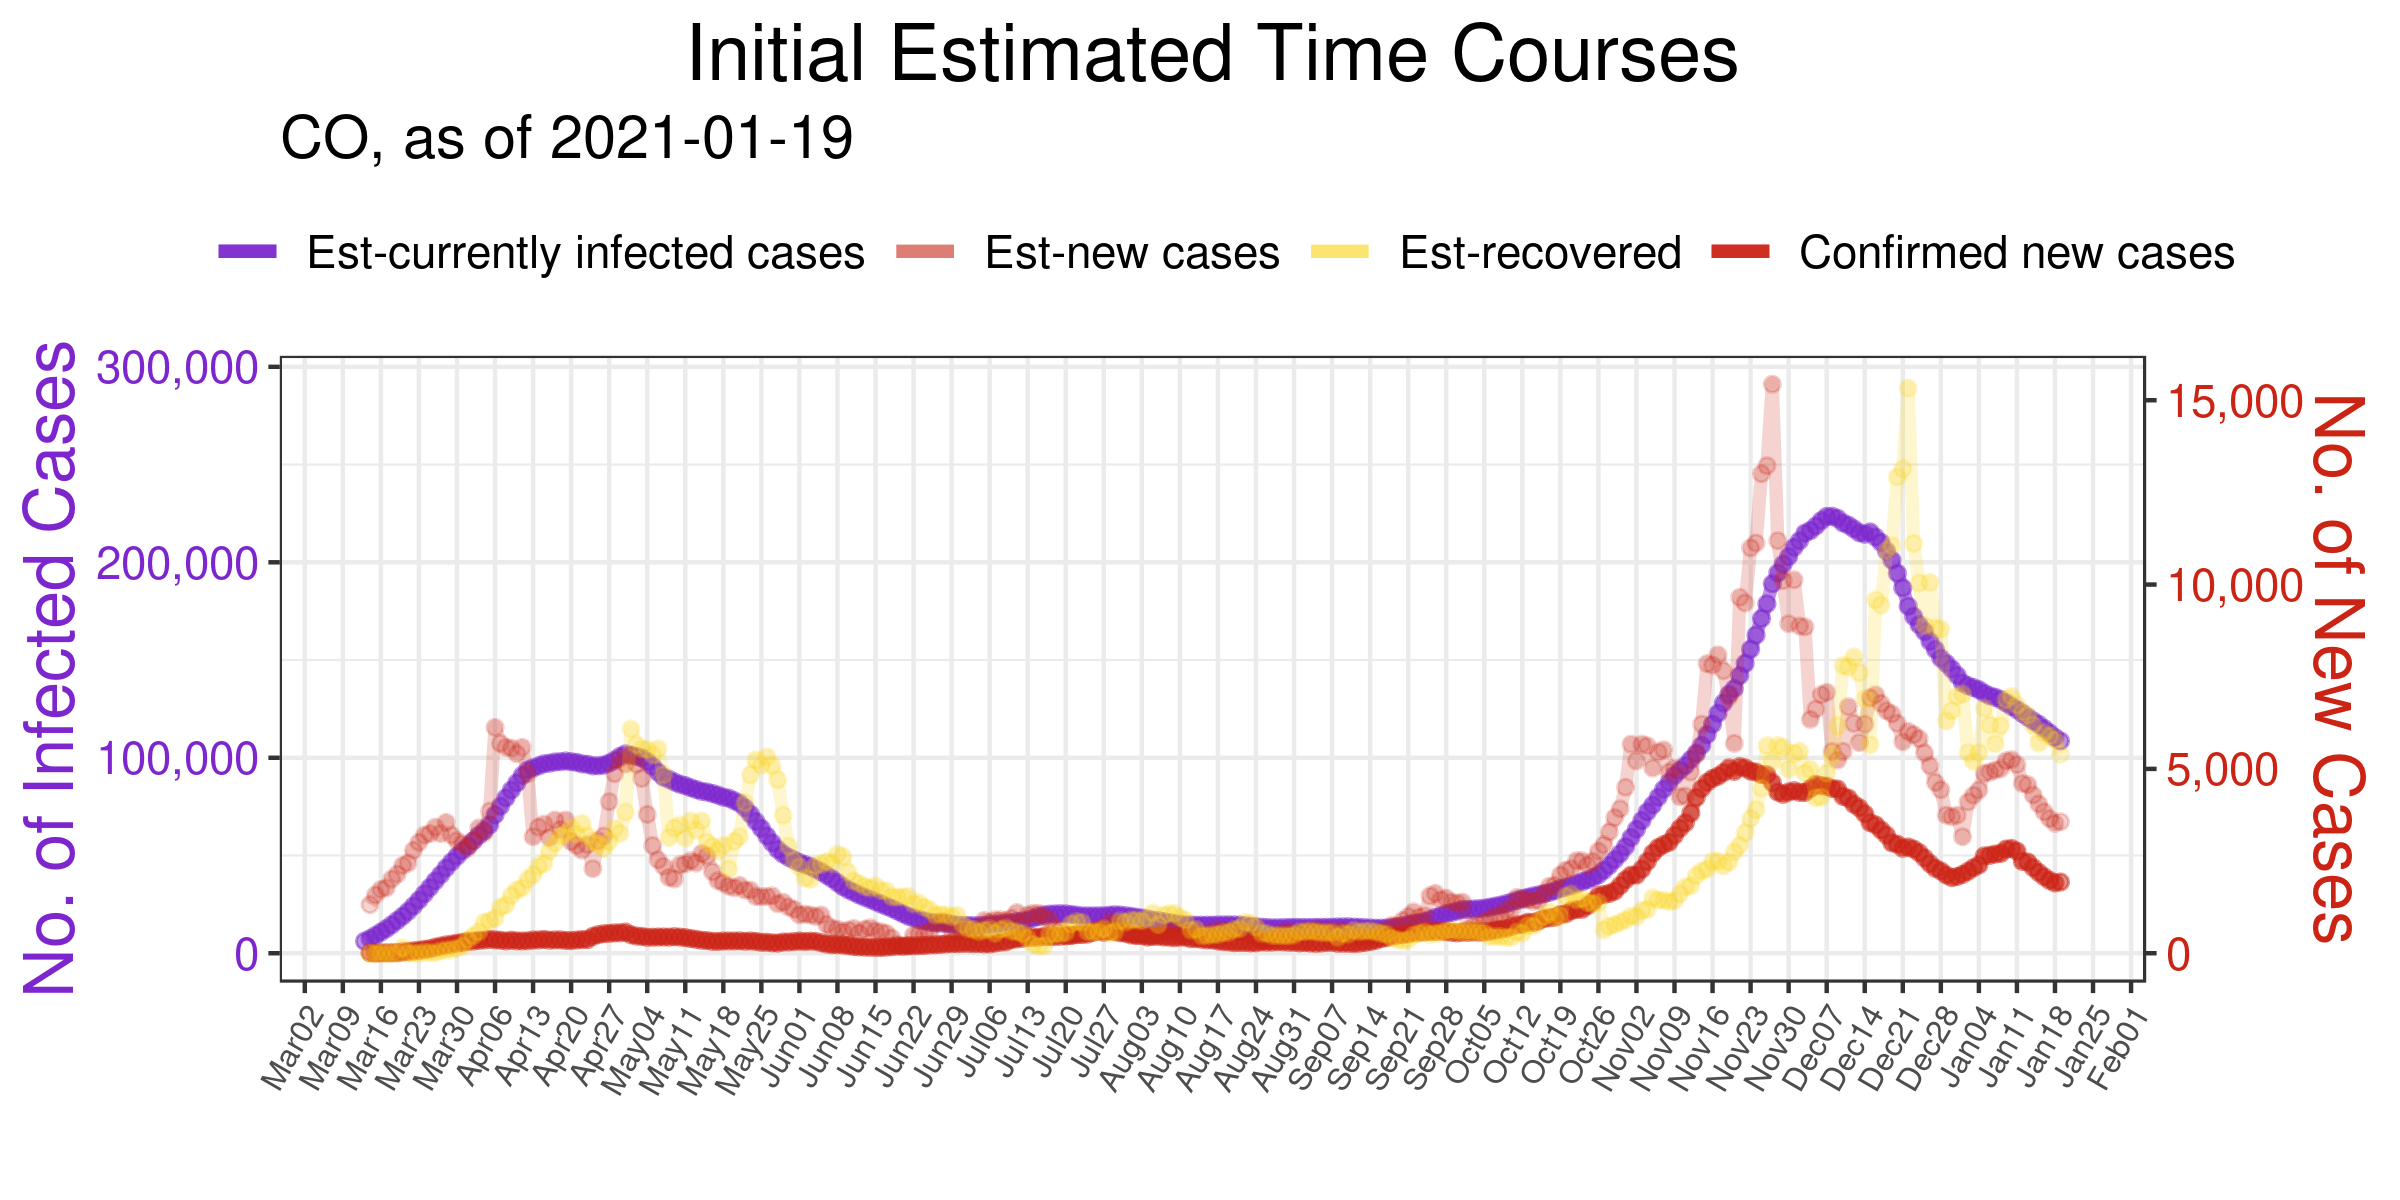 Initial Estimated Time Courses
CO, as of 2021-01-19
Est-currently infected cases
Est-new cases
Est-recovered
Confirmed new cases
No. of Infected Cases
300,000
200,000
100,000
0
15,000
10,000
5,000
0
No. of New Cases
Mar02
Mar09
Mar16
Mar23
Mar30
Apr06
Apr13
Apr20
Apr27
May04
May11
May18
May25
Jun01
Jun08
Jun15
Jun22
Jun29
Jul06
Jul13
Jul20
Jul27
Aug03
Aug10
Aug17
Aug24
Aug31
Sep07
Sep14
Sep21
Sep28
Oct05
Oct12
Oct19
Oct26
Nov02
Nov09
Nov16
Nov23
Nov30
Dec07
Dec14
Dec21
Dec28
Jan04
Jan11
Jan18
Jan25
Feb01